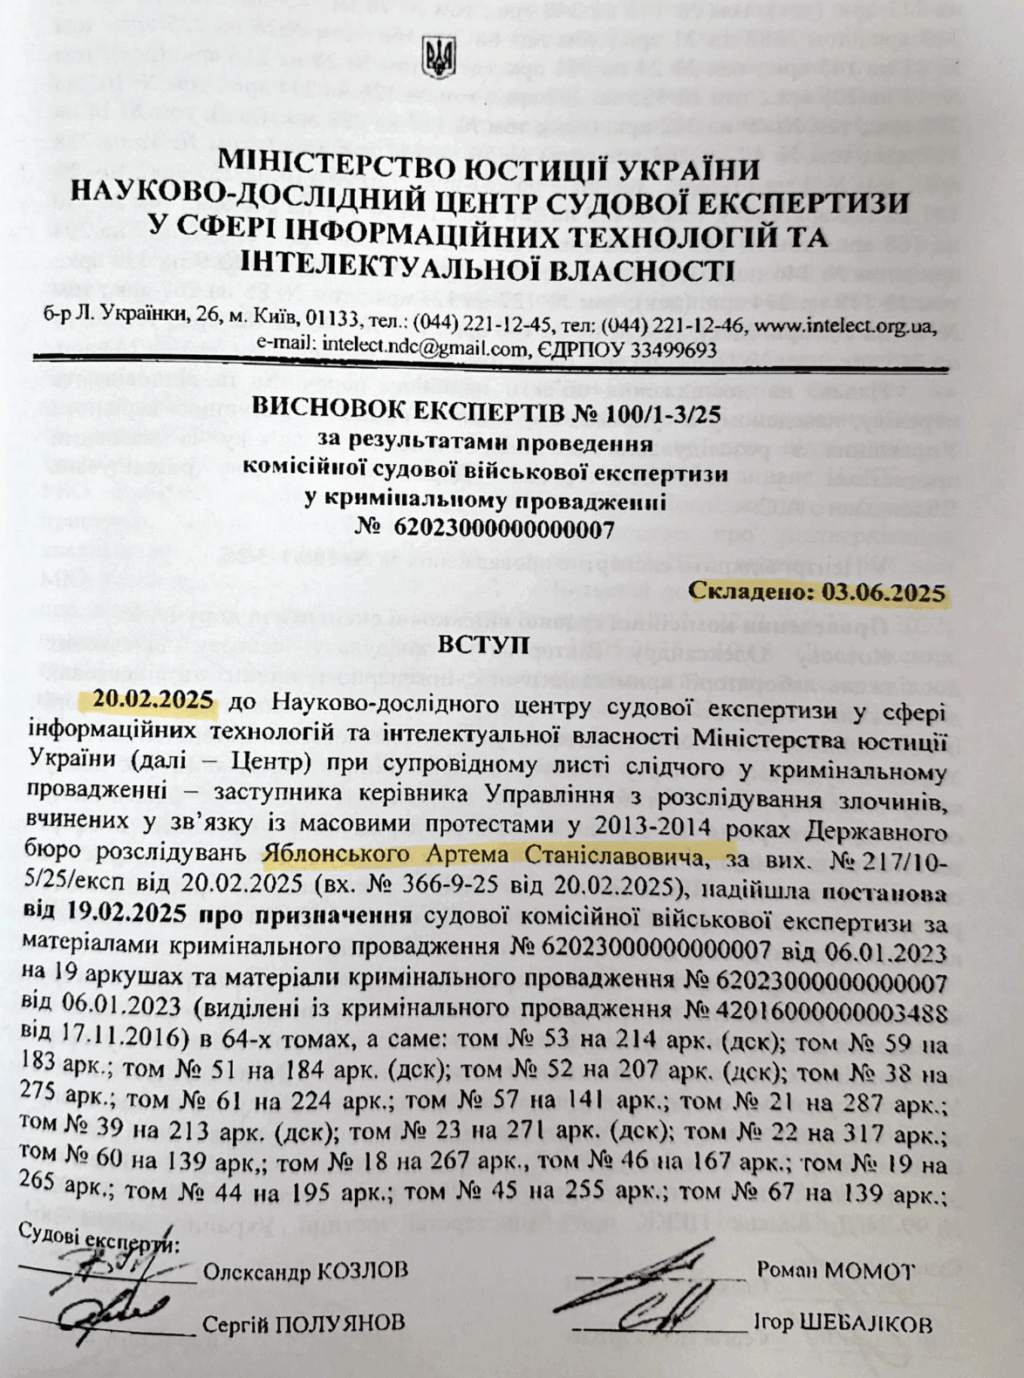 МІНІСТЕРСТВО ЮСТИЦІЇ УКРАЇНИ
НАУКОВО-ДОСЛІДНИЙ ЦЕНТР СУДОВОЇ ЕКСПЕРТИЗИ
У СФЕРІ ІНФОРМАЦІЙНИХ ТЕХНОЛОГІЙ ТА
ІНТЕЛЕКТУАЛЬНОЇ ВЛАСНОСТІ
б-р Л. Українки, 26, м. Київ, 01133, тел.: (044) 221-12-45, тел: (044) 221-12-46, www.intelect.org.ua,
e-mail: intelect.ndc@gmail.com, ЄДРПОУ 33499693
ВИСНОВОК ЕКСПЕРТІВ № 100/1-3/25
за результатами проведення
комісійної судової військової експертизи
у кримінальному провадженні
№ 62023000000000007
Складено: 03.06.2025
ВСТУП
20.02.2025 до Науково-дослідного центру судової експертизи у сфері
інформаційних технологій та інтелектуальної власності Міністерства юстиції
України (далі – Центр) при супровідному листі слідчого у кримінальному
провадженні – заступника керівника Управління з розслідування злочинів,
вчинених у зв’язку із масовими протестами у 2013-2014 роках Державного
бюро розслідувань Яблонського Артема Станіславовича, за вих. № 217/10-
5/25/експ від 20.02.2025 (вх. № 366-9-25 від 20.02.2025), надійшла постанова
від 19.02.2025 про призначення судової комісійної військової експертизи за
матеріалами кримінального провадження № 62023000000000007 від 06.01.2023
на 19 аркушах та матеріали кримінального провадження № 62023000000000007
від 06.01.2023 (виділені із кримінального провадження № 42016000000003488
від 17.11.2016) в 64-х томах, а саме: том № 53 на 214 арк. (дск); том № 59 на
183 арк.; том № 51 на 184 арк. (дск); том № 52 на 207 арк. (дск); том № 38 на
275 арк.; том № 61 на 224 арк.; том № 57 на 141 арк.; том № 21 на 287 арк.;
том № 39 на 213 арк. (дск); том № 23 на 271 арк. (дск); том № 22 на 317 арк.;
том № 60 на 139 арк,; том № 18 на 267 арк., том № 46 на 167 арк.; том № 19 на
265 арк.; том № 44 на 195 арк.; том № 45 на 255 арк.; том № 67 на 139 арк.;
Судові експерти:
Олександр КОЗЛОВ Роман МОМОТ
Сергій ПОЛУЯНОВ Ігор ШЕБАЛКОВ